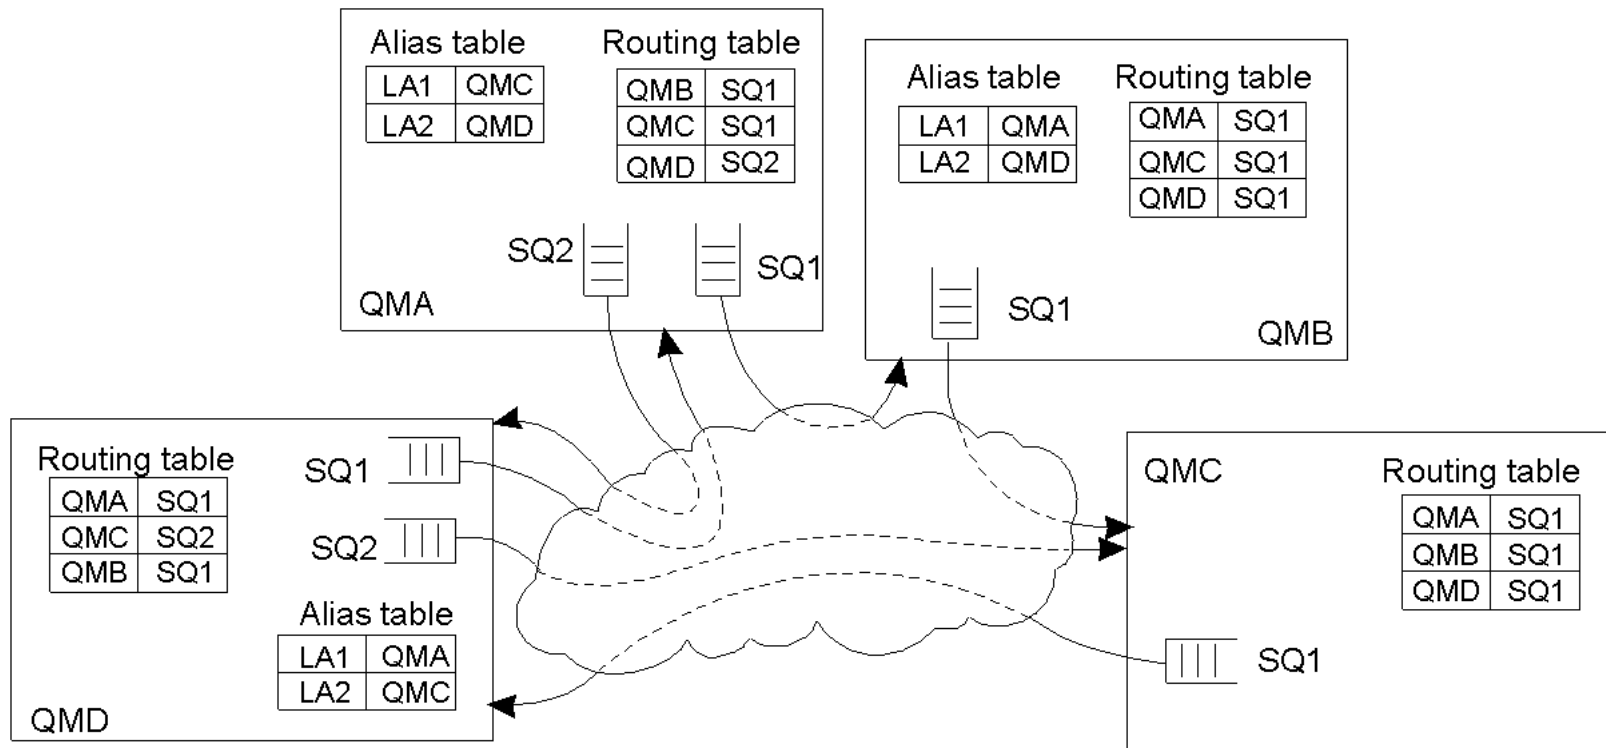 Alias table
LA1 QMC
LA2 QMD
Routing table
QMB SQ1
QMC SQ1
QMD SQ2
SQ2
SQ1
QMA
Alias table
LA1 QMA
LA2 QMD
Routing table
QMA SQ1
QMC SQ1
QMD SQ1
SQ1
QMB
Routing table
QMA SQ1
QMC SQ2
QMB SQ1
SQ1
SQ2
Alias table
LA1 QMA
LA2 QMC
QMD
QMC
Routing table
QMA SQ1
QMB SQ1
QMD SQ1
SQ1